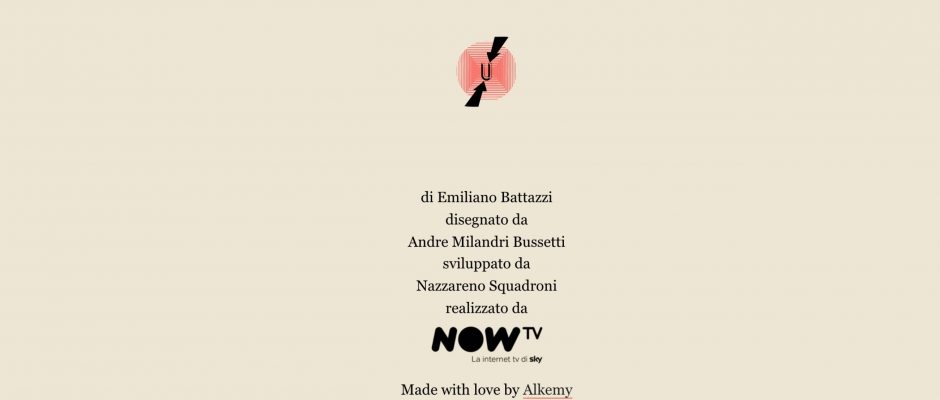 U
di Emiliano Battazzi
disegnato da
Andre Milandri Bussetti
sviluppato da
Nazzareno Squadroni
realizzato da
NOW TV
La internet tv di sky
Made with love by Alkemy